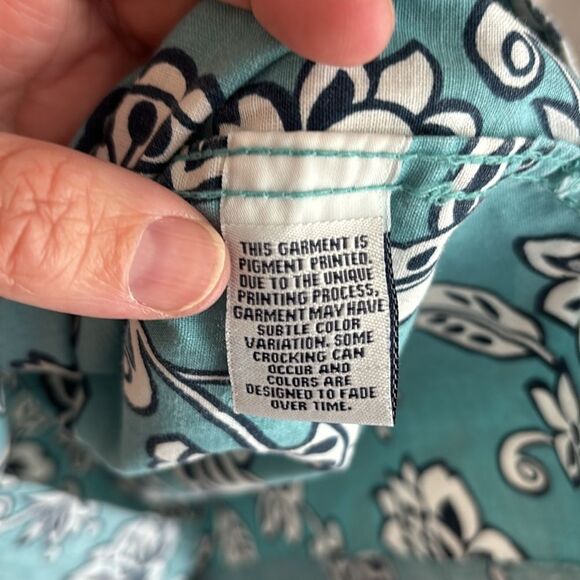 THIS GARMENT IS
PIGMENT PRINTED.
DUE TO THE UNIQUE
PRINTING PROCESS,
GARMENT MAY HAVE
SUBTLE COLOR
VARIATION. SOME
CROCKING CAN
OCCUR AND
COLORS ARE
DESIGNED TO FADE
OVER TIME.